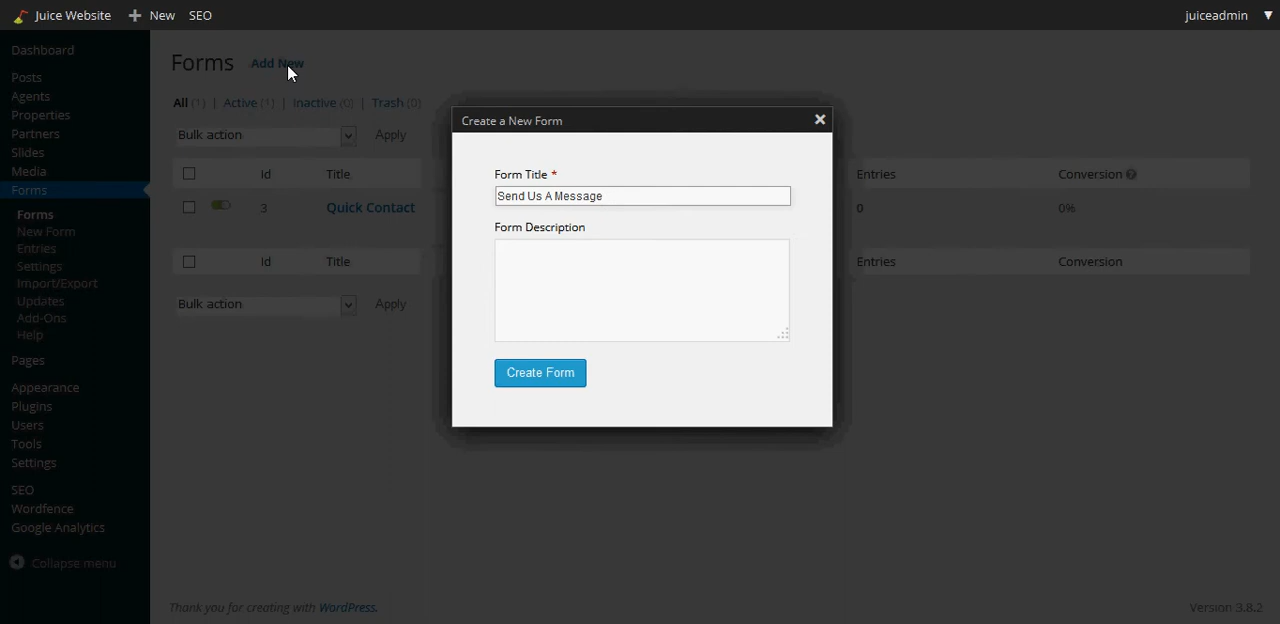 Juice Website New SEO juiceadmin
Dashboard
Posts
Agents
Properties
Partners
Slides
Media
Forms
Forms
New Form
Entries
Settings
Import/Export
Updates
Add-Ons
Help
Pages
Appearance
Plugins
Users
Tools
Settings
SEO
Wordfence
Google Analytics
Collapse menu
Forms Add New
All (1) | Active (1) | Inactive (0) | Trash (0)
Bulk action Apply
Id Title Entries Conversion
3 Quick Contact 0 0%
Id Title Entries Conversion
Bulk action Apply
Create a New Form
Form Title *
Send Us A Message
Form Description
Create Form
Thank you for creating with WordPress. Version 3.8.2